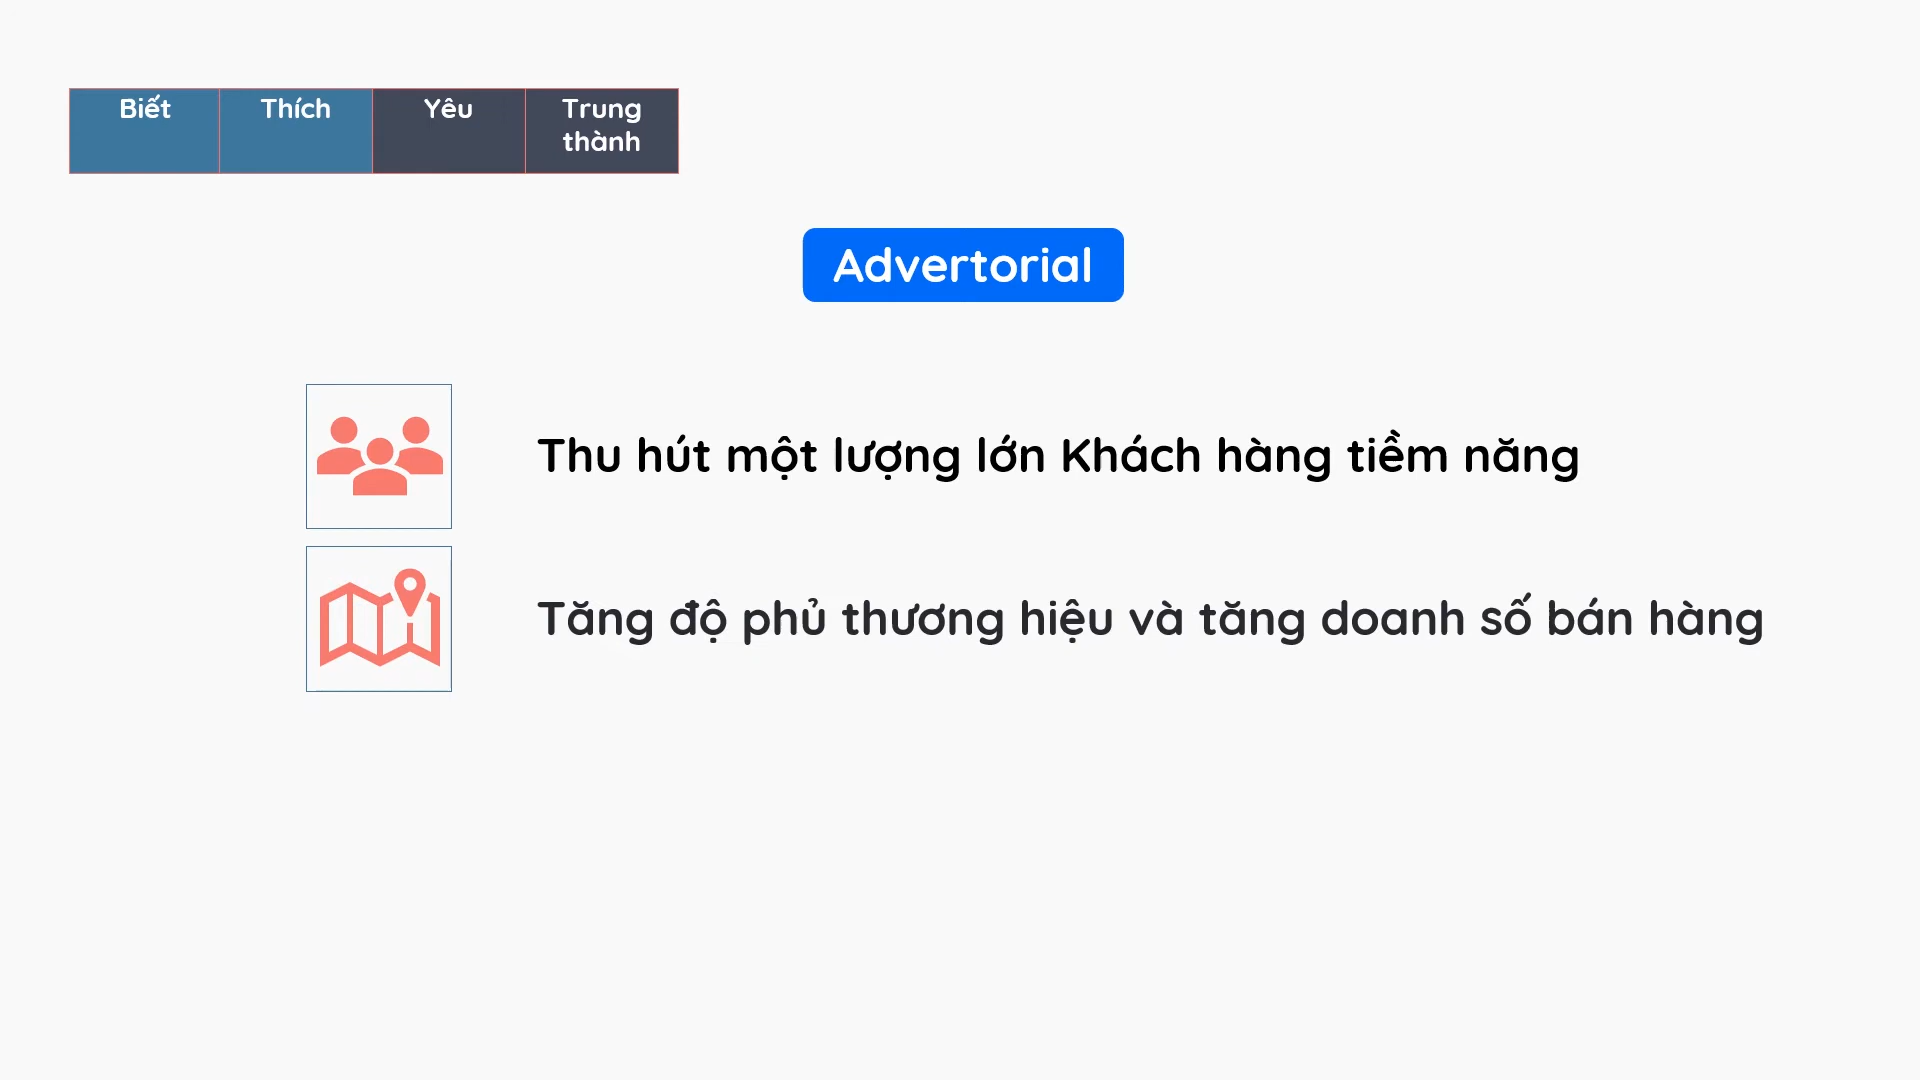 Biết
Thích
Yêu
Trung
thành
Advertorial
Thu hút một lượng lớn Khách hàng tiềm năng
Tăng độ phủ thương hiệu và tăng doanh số bán hàng